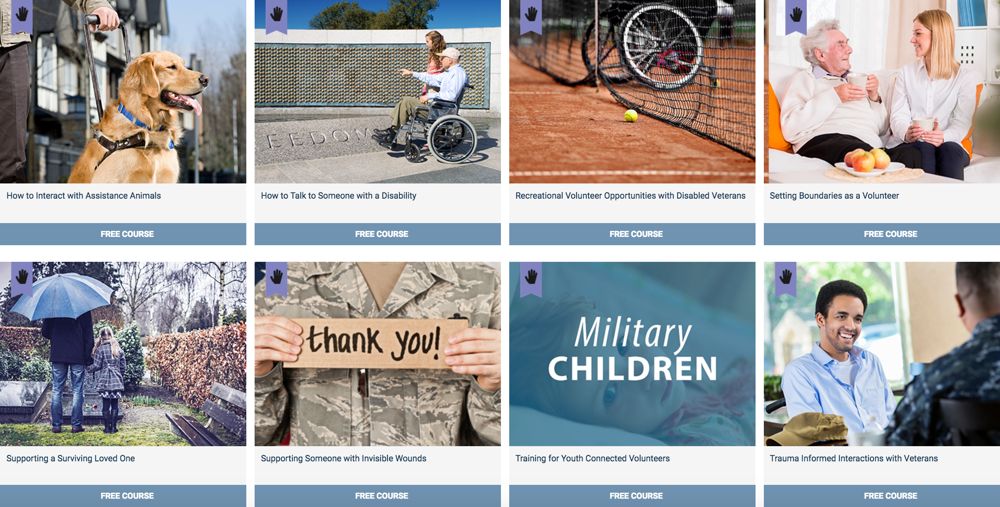 EEDOM
How to Interact with Assistance Animals
How to Talk to Someone with a Disability
Recreational Volunteer Opportunities with Disabled Veterans
Setting Boundaries as a Volunteer
FREE COURSE
FREE COURSE
FREE COURSE
FREE COURSE
thank you!
Military
CHILDREN
Supporting a Surviving Loved One
Supporting Someone with Invisible Wounds
Training for Youth Connected Volunteers
Trauma Informed Interactions with Veterans
FREE COURSE
FREE COURSE
FREE COURSE
FREE COURSE